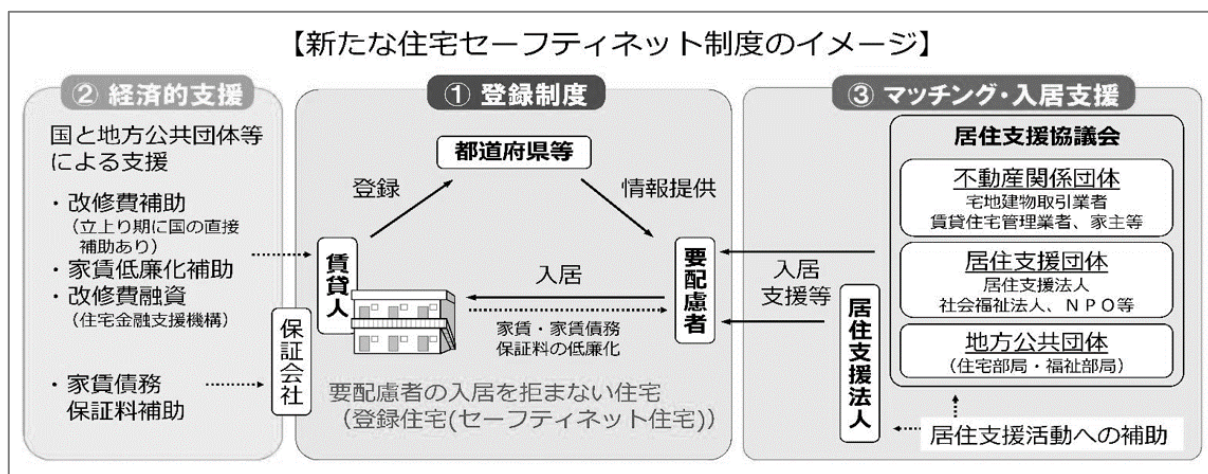 【新たな住宅セーフティネット制度のイメージ】
② 経済的支援
国と地方公共団体等
による支援
・改修費補助
(立上り期に国の直接
補助あり)
・家賃低廉化補助
・改修費融資
(住宅金融支援機構)
・家賃債務
保証料補助
保証会社
① 登録制度
都道府県等
登録
情報提供
賃貸人
要配慮者
入居
家賃・家賃債務
保証料の低廉化
要配慮者の入居を拒まない住宅
(登録住宅(セーフティネット住宅))
③ マッチング・入居支援
居住支援協議会
不動産関係団体
宅地建物取引業者
賃貸住宅管理業者、家主等
居住支援団体
居住支援法人
社会福祉法人、ＮＰＯ等
地方公共団体
(住宅部局・福祉部局)
入居
支援等
居住支援法人
居住支援活動への補助